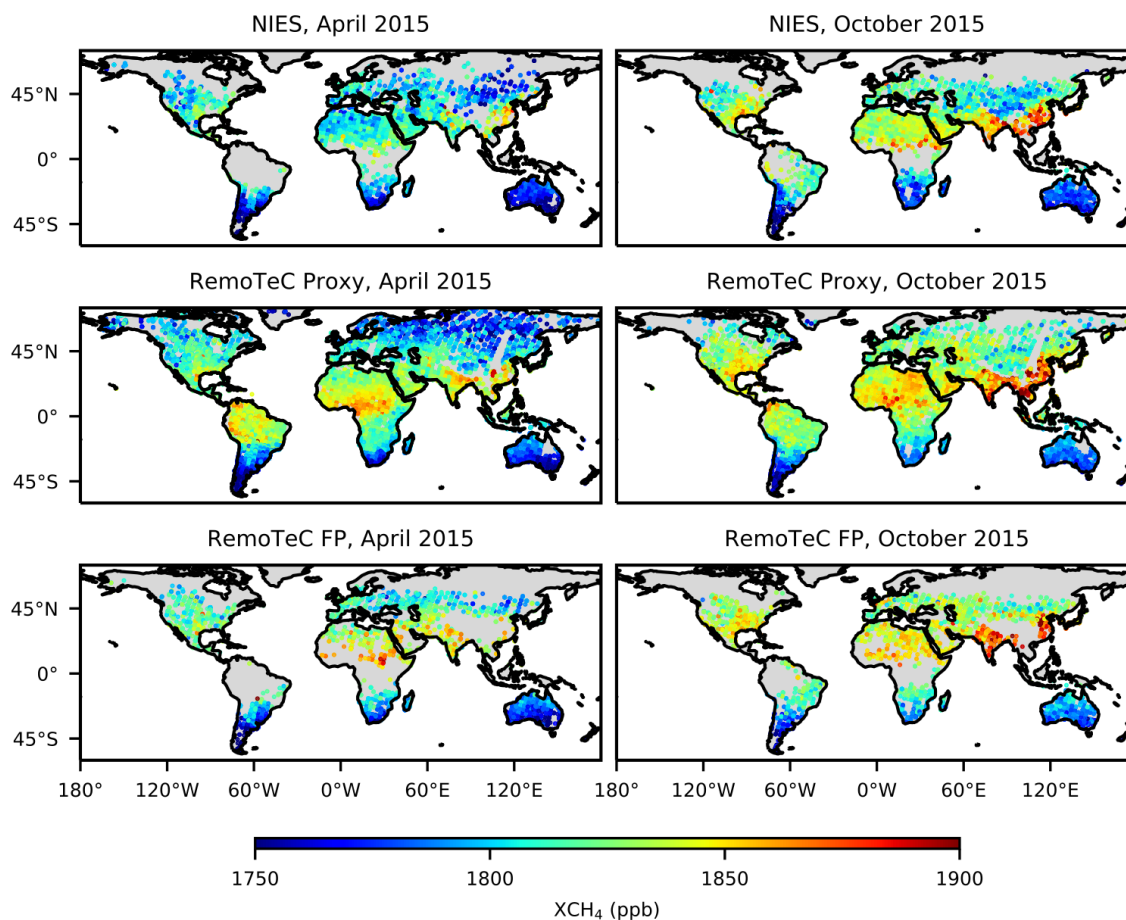 NIES, April 2015
NIES, October 2015
45°N
0°
45°S
RemoTeC Proxy, April 2015
RemoTeC Proxy, October 2015
45°N
0°
45°S
RemoTeC FP, April 2015
RemoTeC FP, October 2015
45°N
0°
45°S
180° 120°W 60°W 0°W 60°E 120°E 180° 120°W 60°W 0°W 60°E 120°E
1750 1800 1850 1900
XCH₄ (ppb)